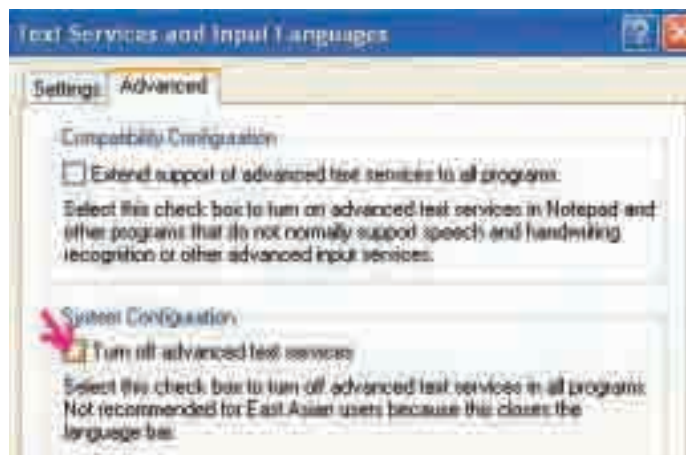 Text Services and Input Languages
Settings Advanced
Compatibility Configuration
Extend support of advanced text services to all programs.
Select this check box to turn on advanced text services in Notepad and
other programs that do not normally support speech and handwriting
recognition or other advanced input services.
System Configuration
Turn off advanced text services
Select this check box to turn off advanced text services in all programs.
Not recommended for East Asian users because this closes the
language bar.